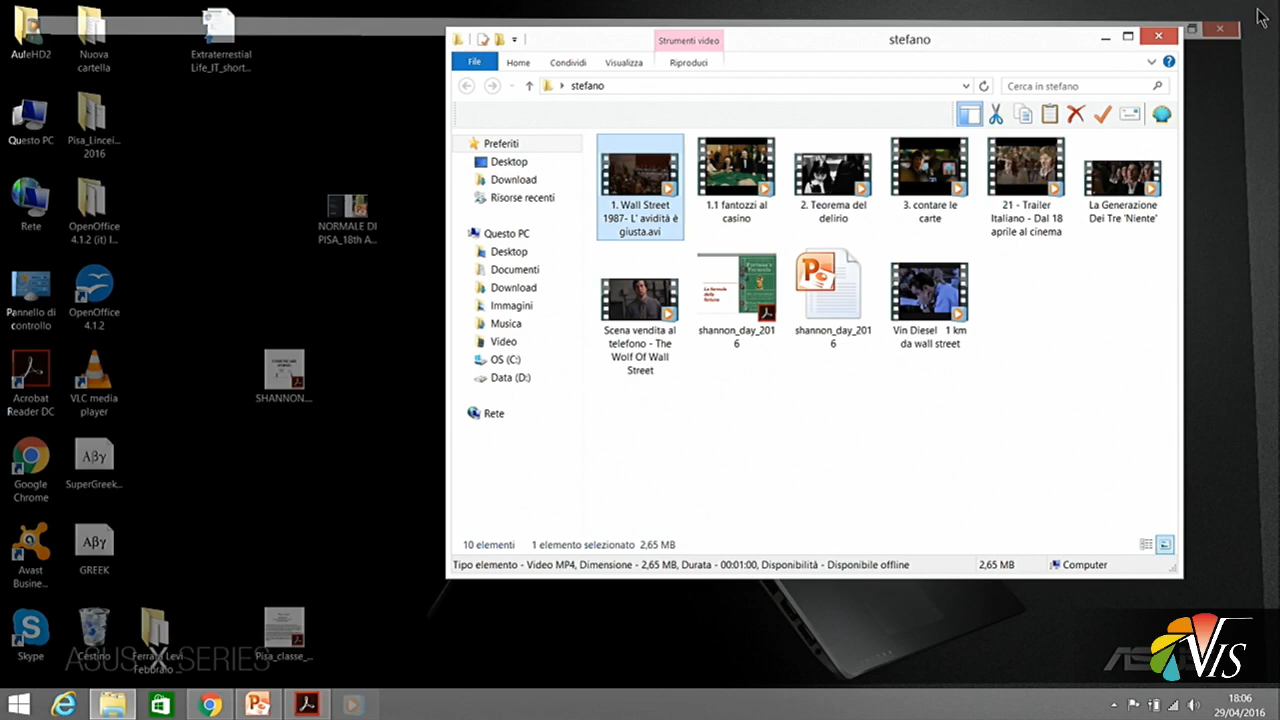 AuleHD2
Nuova
cartella
Extraterrestial
Life_IT_short...
Questo PC
Pisa_Lincei...
2016
Rete
OpenOffice
4.1.2 (it) I...
NORMALE DI
PISA_18th A...
Pannello di
controllo
OpenOffice
4.1.2
Acrobat
Reader DC
VLC media
player
SHANNON...
Google
Chrome
SuperGreek...
Avast
Busine...
GREEK
Skype
Cestino
Ferrara Levi
Febbraio ...
Pisa_classe_...
ASUS X SERIES
Strumenti video
stefano
File
Home
Condividi
Visualizza
Riproduci
stefano
Cerca in stefano
Preferiti
Desktop
Download
Risorse recenti
Questo PC
Desktop
Documenti
Download
Immagini
Musica
Video
OS (C:)
Data (D:)
Rete
1. Wall Street
1987- L' avidità è
giusta.avi
1.1 fantozzi al
casino
2. Teorema del
delirio
3. contare le
carte
21 - Trailer
Italiano - Dal 18
aprile al cinema
La Generazione
Dei Tre 'Niente'
Scena vendita al
telefono - The
Wolf Of Wall
Street
shannon_day_201
6
shannon_day_201
6
Vin Diesel 1 km
da wall street
10 elementi 1 elemento selezionato 2,65 MB
Tipo elemento - Video MP4, Dimensione - 2,65 MB, Durata - 00:01:00, Disponibilità - Disponibile offline
2,65 MB
Computer
VIS
18:06
29/04/2016